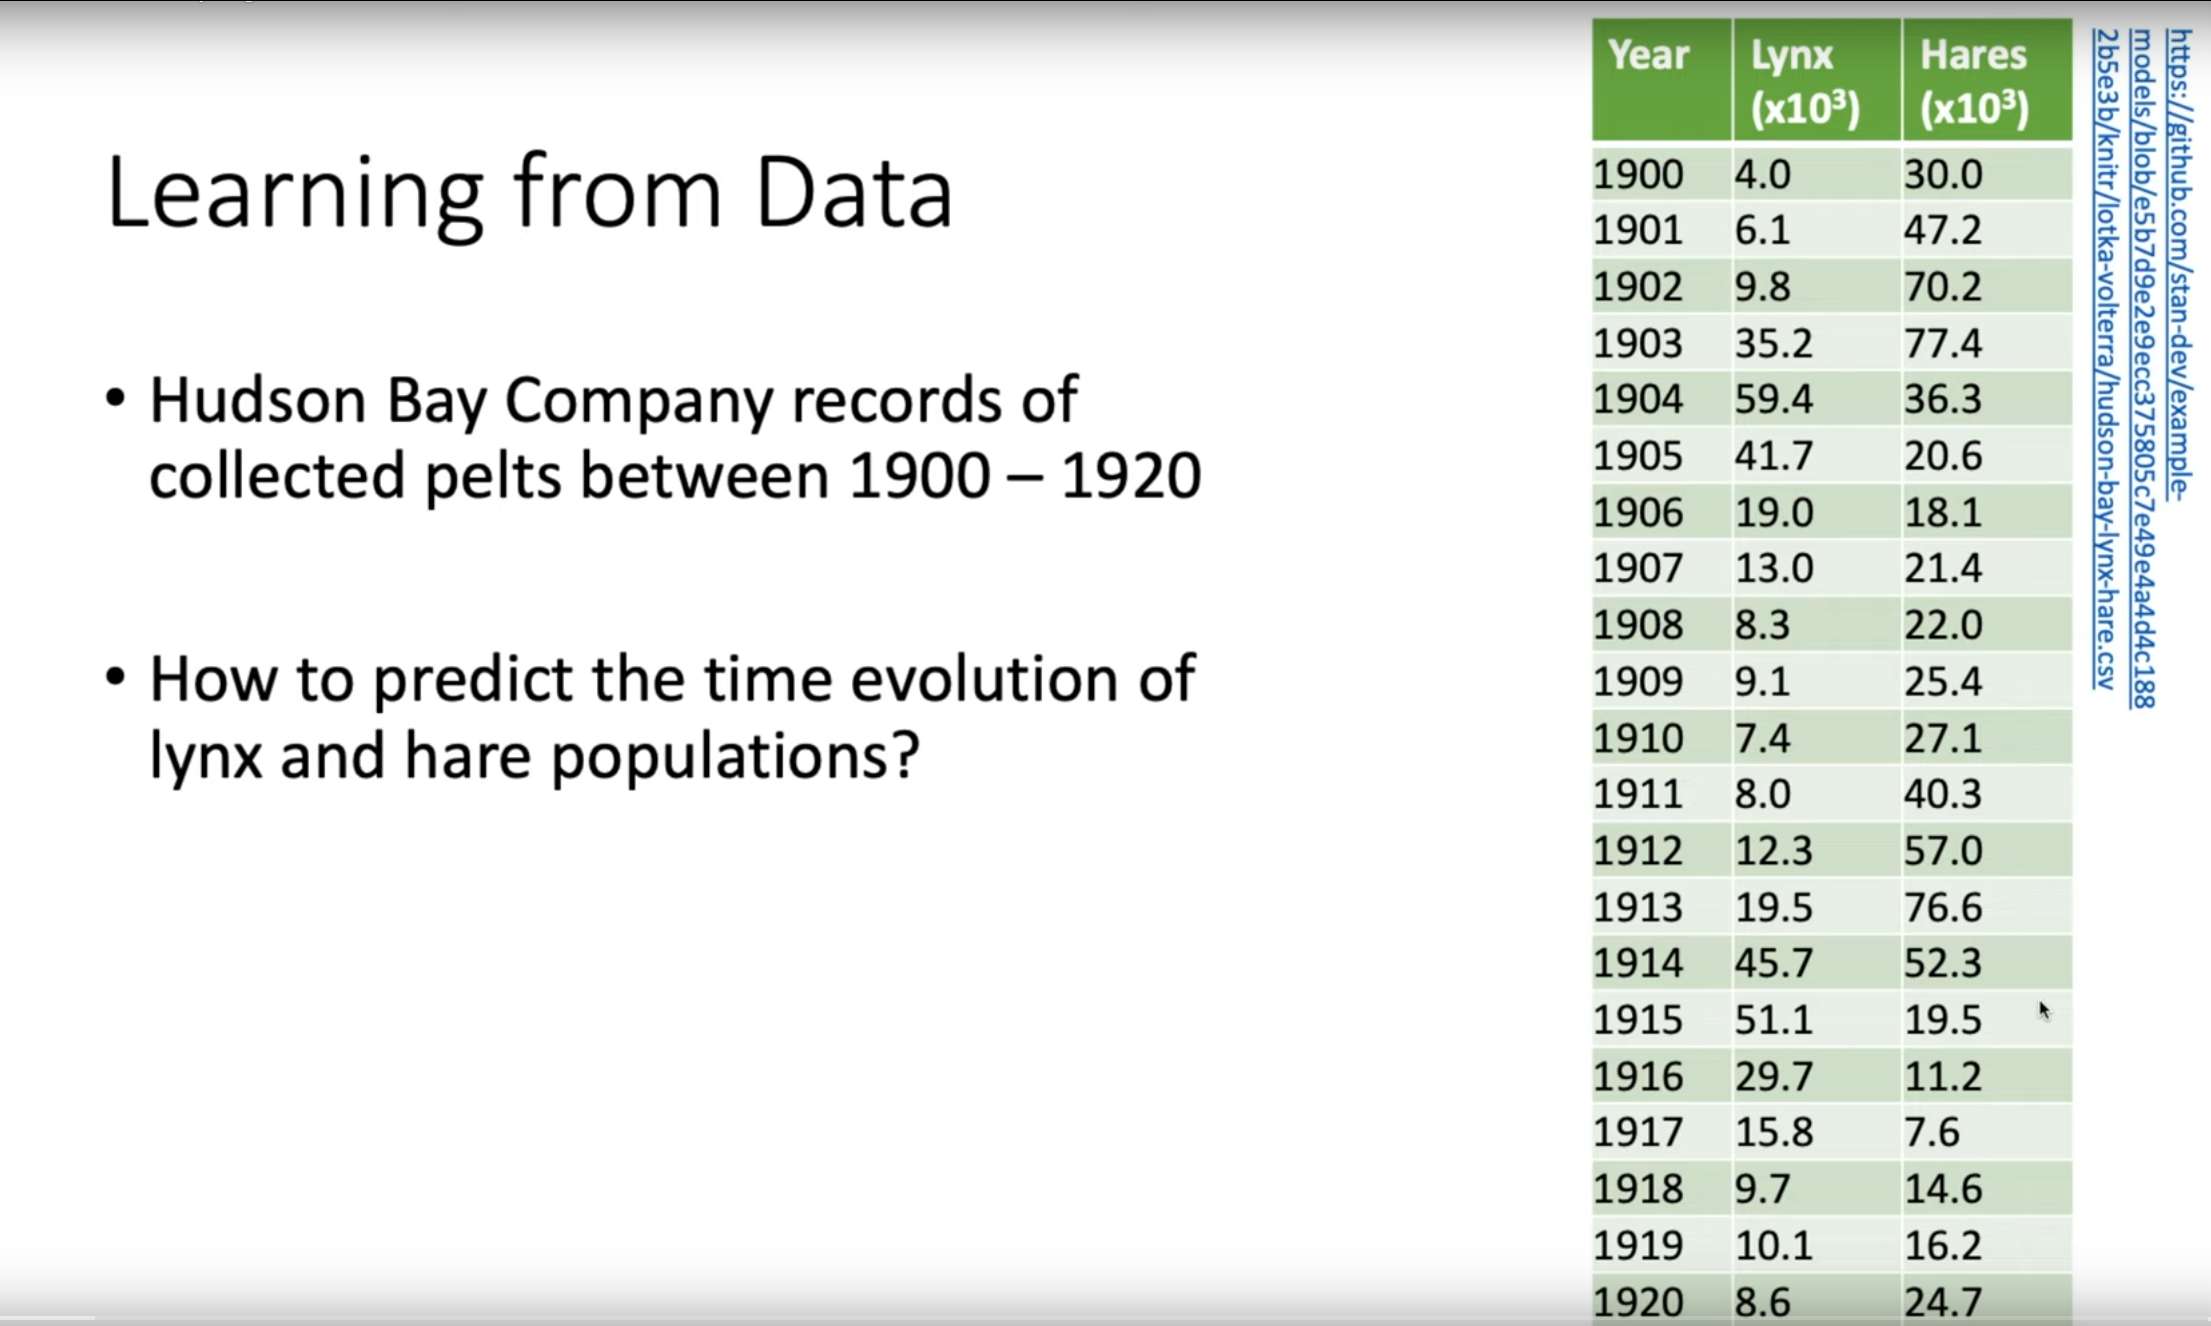 Learning from Data
• Hudson Bay Company records of
collected pelts between 1900 – 1920
• How to predict the time evolution of
lynx and hare populations?
Year Lynx (x10³) Hares (x10³)
1900 4.0 30.0
1901 6.1 47.2
1902 9.8 70.2
1903 35.2 77.4
1904 59.4 36.3
1905 41.7 20.6
1906 19.0 18.1
1907 13.0 21.4
1908 8.3 22.0
1909 9.1 25.4
1910 7.4 27.1
1911 8.0 40.3
1912 12.3 57.0
1913 19.5 76.6
1914 45.7 52.3
1915 51.1 19.5
1916 29.7 11.2
1917 15.8 7.6
1918 9.7 14.6
1919 10.1 16.2
1920 8.6 24.7
https://github.com/stan-dev/example-
models/blob/e5b7d9e2e9ecc375805c7e49e4a4d4c188
2b5e3b/knitr/lotka-volterra/hudson-bay-lynx-hare.csv